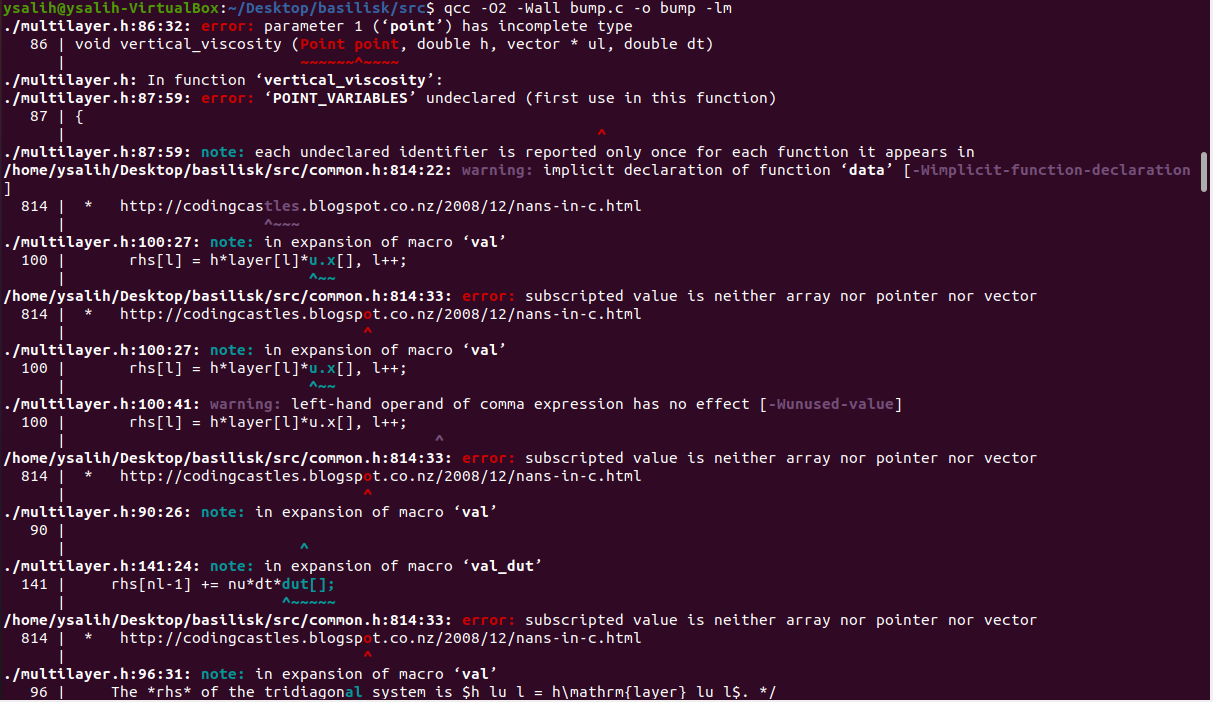 ysalih@ysalih-VirtualBox:~/Desktop/basilisk/src$ qcc -O2 -Wall bump.c -o bump -lm
./multilayer.h:86:32: error: parameter 1 (‘point’) has incomplete type
   86 | void vertical_viscosity (Point point, double h, vector * ul, double dt)
      |                          ~~~~~~^~~~~
./multilayer.h: In function ‘vertical_viscosity’:
./multilayer.h:87:59: error: ‘POINT_VARIABLES’ undeclared (first use in this function)
   87 | {
      |                                                           ^
./multilayer.h:87:59: note: each undeclared identifier is reported only once for each function it appears in
/home/ysalih/Desktop/basilisk/src/common.h:814:22: warning: implicit declaration of function ‘data’ [-Wimplicit-function-declaration
]
  814 |  *   http://codingcastles.blogspot.co.nz/2008/12/nans-in-c.html
      |                      ^~~~
./multilayer.h:100:27: note: in expansion of macro ‘val’
  100 |       rhs[l] = h*layer[l]*u.x[], l++;
      |                           ^~~
/home/ysalih/Desktop/basilisk/src/common.h:814:33: error: subscripted value is neither array nor pointer nor vector
  814 |  *   http://codingcastles.blogspot.co.nz/2008/12/nans-in-c.html
      |                                 ^
./multilayer.h:100:27: note: in expansion of macro ‘val’
  100 |       rhs[l] = h*layer[l]*u.x[], l++;
      |                           ^~~
./multilayer.h:100:41: warning: left-hand operand of comma expression has no effect [-Wunused-value]
  100 |       rhs[l] = h*layer[l]*u.x[], l++;
      |                                         ^
/home/ysalih/Desktop/basilisk/src/common.h:814:33: error: subscripted value is neither array nor pointer nor vector
  814 |  *   http://codingcastles.blogspot.co.nz/2008/12/nans-in-c.html
      |                                 ^
./multilayer.h:90:26: note: in expansion of macro ‘val’
   90 |
      |                          ^
./multilayer.h:141:24: note: in expansion of macro ‘val_dut’
  141 |     rhs[nl-1] += nu*dt*dut[];
      |                        ^~~~~~
/home/ysalih/Desktop/basilisk/src/common.h:814:33: error: subscripted value is neither array nor pointer nor vector
  814 |  *   http://codingcastles.blogspot.co.nz/2008/12/nans-in-c.html
      |                                 ^
./multilayer.h:96:31: note: in expansion of macro ‘val’
   96 |     The *rhs* of the tridiagonal system is $h_lu_l = h\mathrm{layer}_lu_l$. */